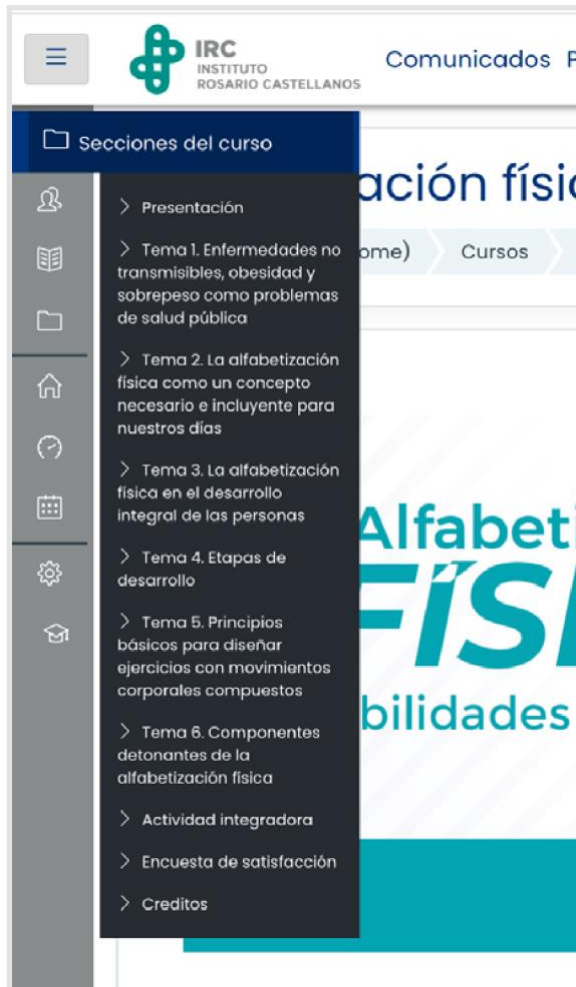 IRC
INSTITUTO
ROSARIO CASTELLANOS
Comunicados P
Secciones del curso
ación físic
ome)
Cursos
Presentación
Tema 1. Enfermedades no
transmisibles, obesidad y
sobrepeso como problemas
de salud pública
Tema 2. La alfabetización
física como un concepto
necesario e incluyente para
nuestros días
Tema 3. La alfabetización
física en el desarrollo
integral de las personas
Tema 4. Etapas de
desarrollo
Tema 5. Principios
básicos para diseñar
ejercicios con movimientos
corporales compuestos
Tema 6. Componentes
detonantes de la
alfabetización física
Actividad integradora
Encuesta de satisfacción
Creditos
Alfabeti
FÍSI
bilidades